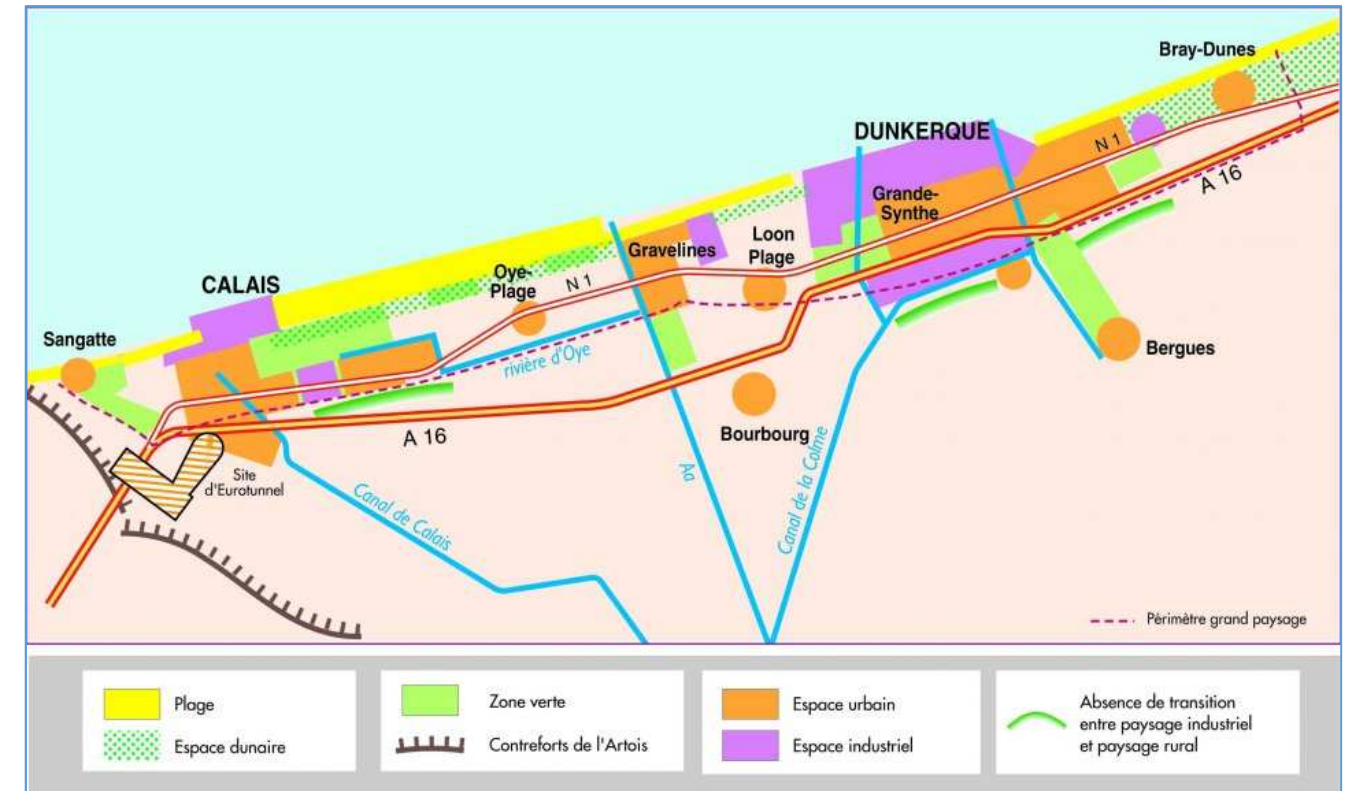 Bray-Dunes
DUNKERQUE
N 1
A 16
Grande-
Synthe
Loon
Plage
Gravelines
Oye-
Plage
N 1
CALAIS
Sangatte
rivière d'Oye
Bergues
A 16
Bourbourg
Site
d'Eurotunnel
Aa
Canal de la Colme
Canal de Calais
Périmètre grand paysage
Plage
Espace dunaire
Zone verte
Contreforts de l'Artois
Espace urbain
Espace industriel
Absence de transition
entre paysage industriel
et paysage rural